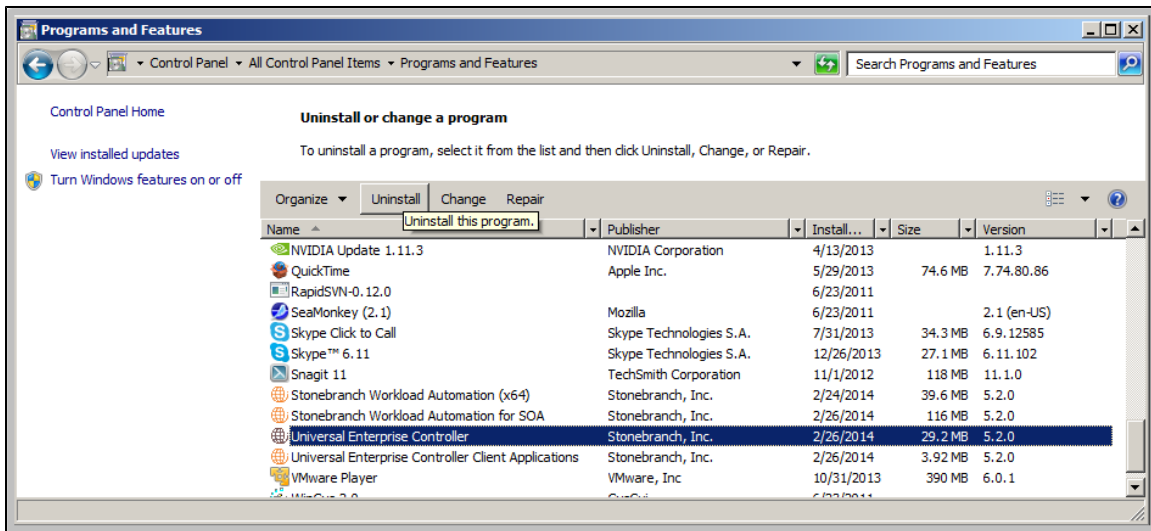 Programs and Features
Control Panel All Control Panel Items Programs and Features Search Programs and Features
Control Panel Home
Uninstall or change a program
View installed updates
To uninstall a program, select it from the list and then click Uninstall, Change, or Repair.
Turn Windows features on or off
Organize Uninstall Change Repair
Uninstall this program.
Name Publisher Install... Size Version
NVIDIA Update 1.11.3 NVIDIA Corporation 4/13/2013 1.11.3
QuickTime Apple Inc. 5/29/2013 74.6 MB 7.74.80.86
RapidSVN-0.12.0 6/23/2011
SeaMonkey (2.1) Mozilla 6/23/2011 2.1 (en-US)
Skype Click to Call Skype Technologies S.A. 7/31/2013 34.3 MB 6.9.12585
Skype™ 6.11 Skype Technologies S.A. 12/26/2013 27.1 MB 6.11.102
Snagit 11 TechSmith Corporation 11/1/2012 118 MB 11.1.0
Stonebranch Workload Automation (x64) Stonebranch, Inc. 2/24/2014 39.6 MB 5.2.0
Stonebranch Workload Automation for SOA Stonebranch, Inc. 2/26/2014 116 MB 5.2.0
Universal Enterprise Controller Stonebranch, Inc. 2/26/2014 29.2 MB 5.2.0
Universal Enterprise Controller Client Applications Stonebranch, Inc. 2/26/2014 3.92 MB 5.2.0
VMware Player VMware, Inc 10/31/2013 390 MB 6.0.1